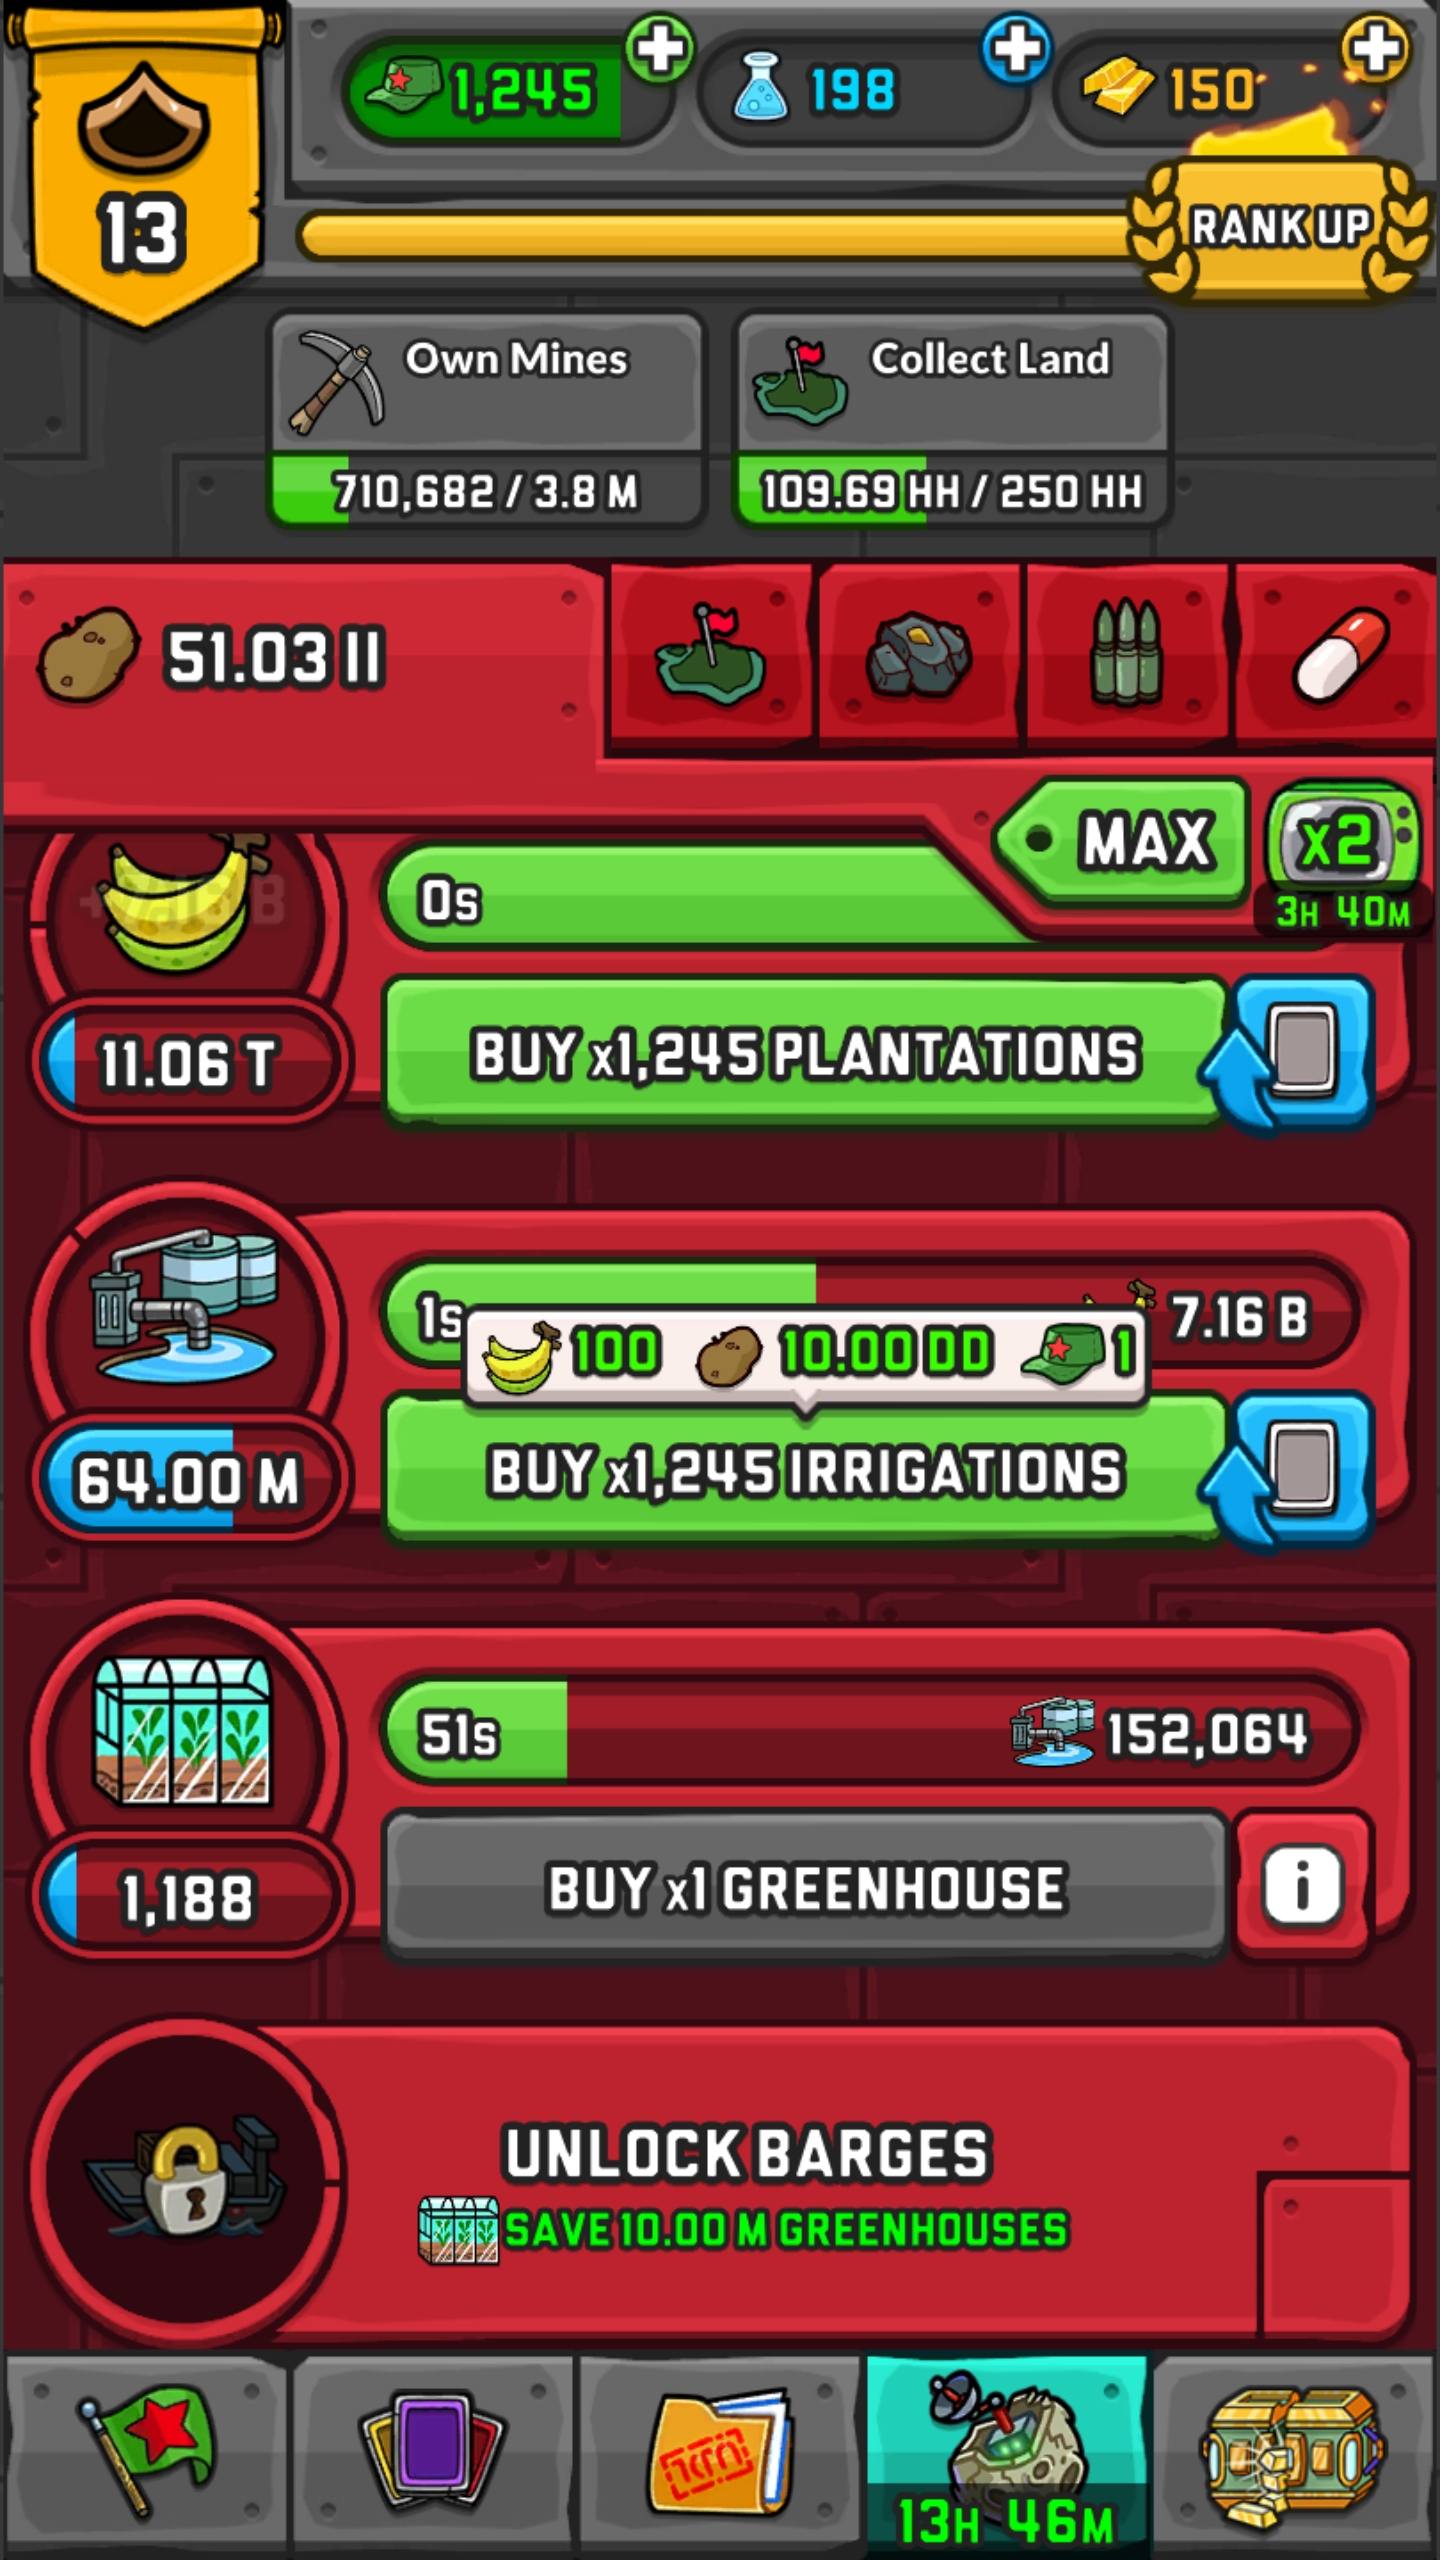 1,245
198
150
13
RANK UP
Own Mines
Collect Land
710,682 / 3.8 M
109.69 HH / 250 HH
51.03 II
MAX
x2
3H 40M
0s
11.06 T
BUY x1,245 PLANTATIONS
1s
7.16 B
100
10.00 DD
1
64.00 M
BUY x1,245 IRRIGATIONS
51s
152,064
1,188
BUY x1 GREENHOUSE
i
UNLOCK BARGES
SAVE 10.00 M GREENHOUSES
13H 46M